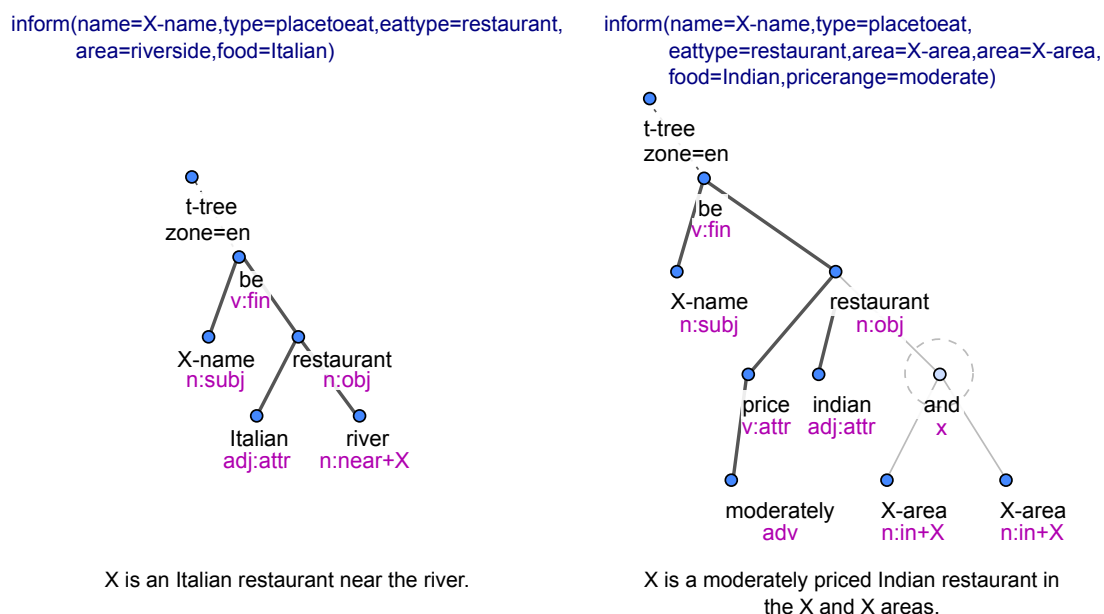 inform(name=X-name,type=placetoeat,eattype=restaurant,
area=riverside,food=Italian)
t-tree
zone=en
be
v:fin
X-name
n:subj
restaurant
n:obj
Italian
adj:attr
river
n:near+X
X is an Italian restaurant near the river.
inform(name=X-name,type=placetoeat,
eattype=restaurant,area=X-area,area=X-area,
food=Indian,pricerange=moderate)
t-tree
zone=en
be
v:fin
X-name
n:subj
restaurant
n:obj
price
v:attr
indian
adj:attr
and
x
moderately
adv
X-area
n:in+X
X-area
n:in+X
X is a moderately priced Indian restaurant in
the X and X areas.